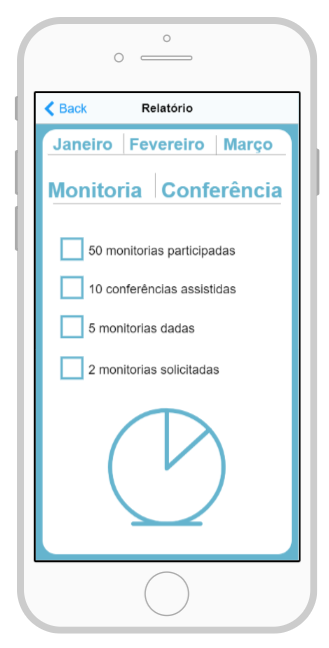 Back Relatório
Janeiro Fevereiro Março
Monitoria Conferência
50 monitorias participadas
10 conferências assistidas
5 monitorias dadas
2 monitorias solicitadas